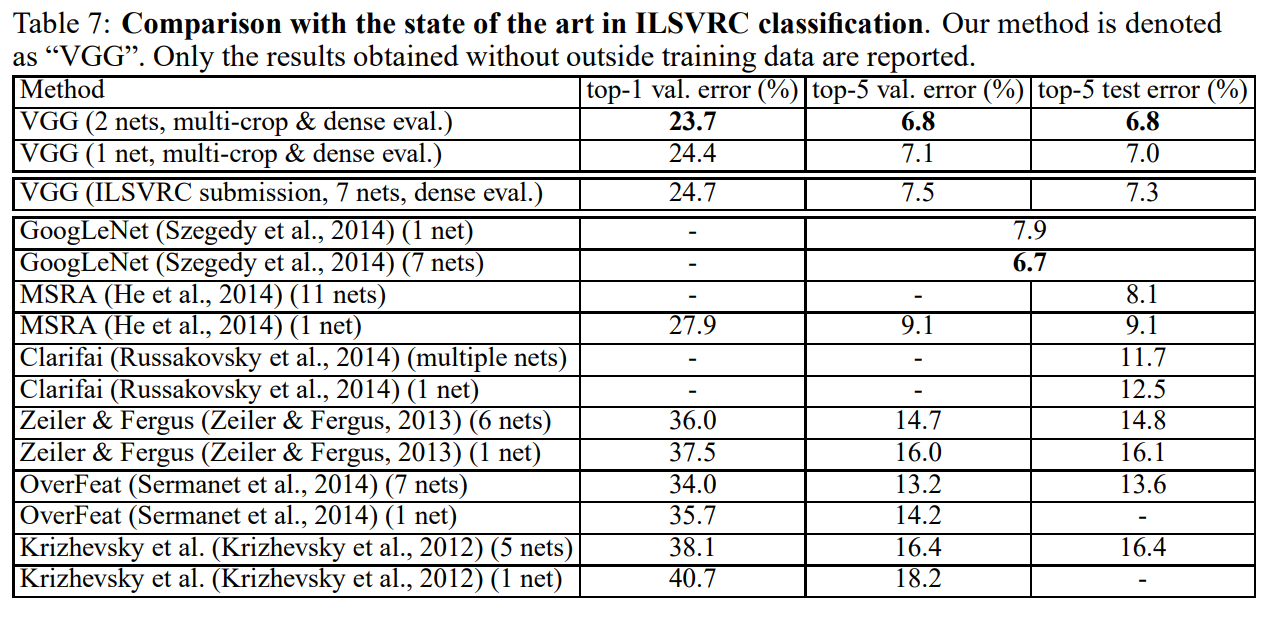 Table 7: Comparison with the state of the art in ILSVRC classification. Our method is denoted
as “VGG”. Only the results obtained without outside training data are reported.
Method top-1 val. error (%) top-5 val. error (%) top-5 test error (%)
VGG (2 nets, multi-crop & dense eval.) 23.7 6.8 6.8
VGG (1 net, multi-crop & dense eval.) 24.4 7.1 7.0
VGG (ILSVRC submission, 7 nets, dense eval.) 24.7 7.5 7.3
GoogLeNet (Szegedy et al., 2014) (1 net) - 7.9
GoogLeNet (Szegedy et al., 2014) (7 nets) - 6.7
MSRA (He et al., 2014) (11 nets) - - 8.1
MSRA (He et al., 2014) (1 net) 27.9 9.1 9.1
Clarifai (Russakovsky et al., 2014) (multiple nets) - - 11.7
Clarifai (Russakovsky et al., 2014) (1 net) - - 12.5
Zeiler & Fergus (Zeiler & Fergus, 2013) (6 nets) 36.0 14.7 14.8
Zeiler & Fergus (Zeiler & Fergus, 2013) (1 net) 37.5 16.0 16.1
OverFeat (Sermanet et al., 2014) (7 nets) 34.0 13.2 13.6
OverFeat (Sermanet et al., 2014) (1 net) 35.7 14.2 -
Krizhevsky et al. (Krizhevsky et al., 2012) (5 nets) 38.1 16.4 16.4
Krizhevsky et al. (Krizhevsky et al., 2012) (1 net) 40.7 18.2 -